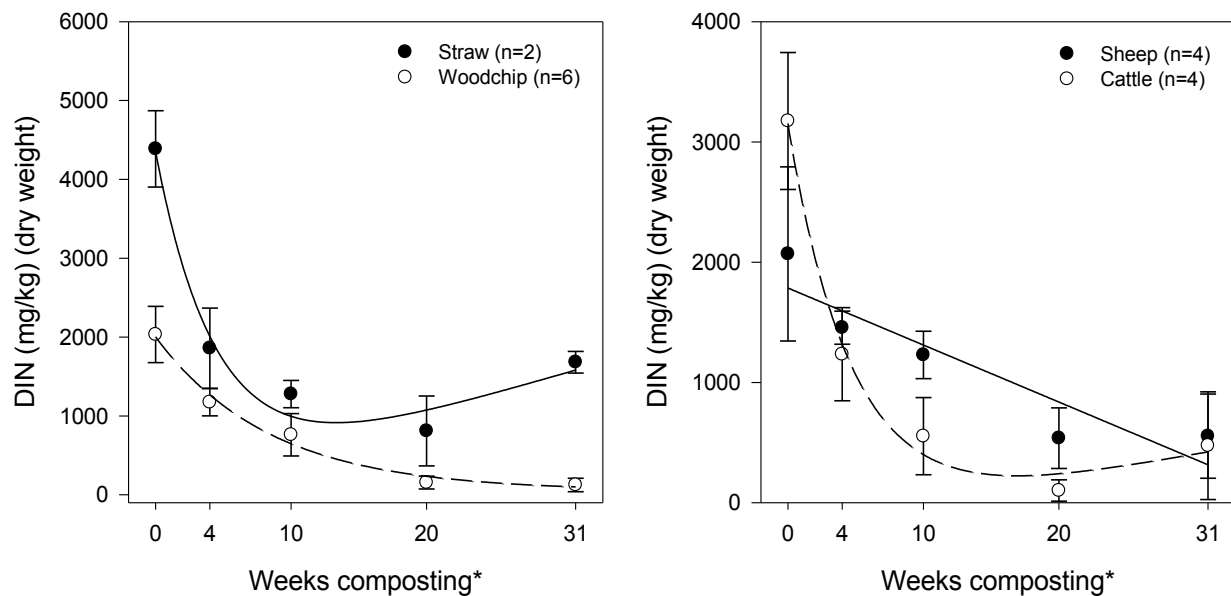 6000
5000
4000
3000
2000
1000
0
DIN (mg/kg) (dry weight)
Straw (n=2)
Woodchip (n=6)
0 4 10 20 31
Weeks composting*
4000
3000
2000
1000
0
DIN (mg/kg) (dry weight)
Sheep (n=4)
Cattle (n=4)
0 4 10 20 31
Weeks composting*